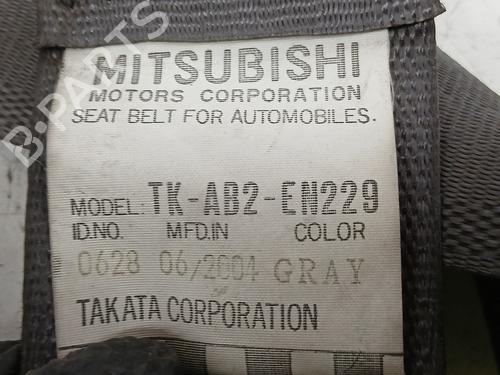 MITSUBISHI
MOTORS CORPORATION
SEAT BELT FOR AUTOMOBILES.
MODEL: TK-AB2-EN229
ID.NO. MFD.IN COLOR
0628 06/2004 GRAY
TAKATA CORPORATION
B-PARTS